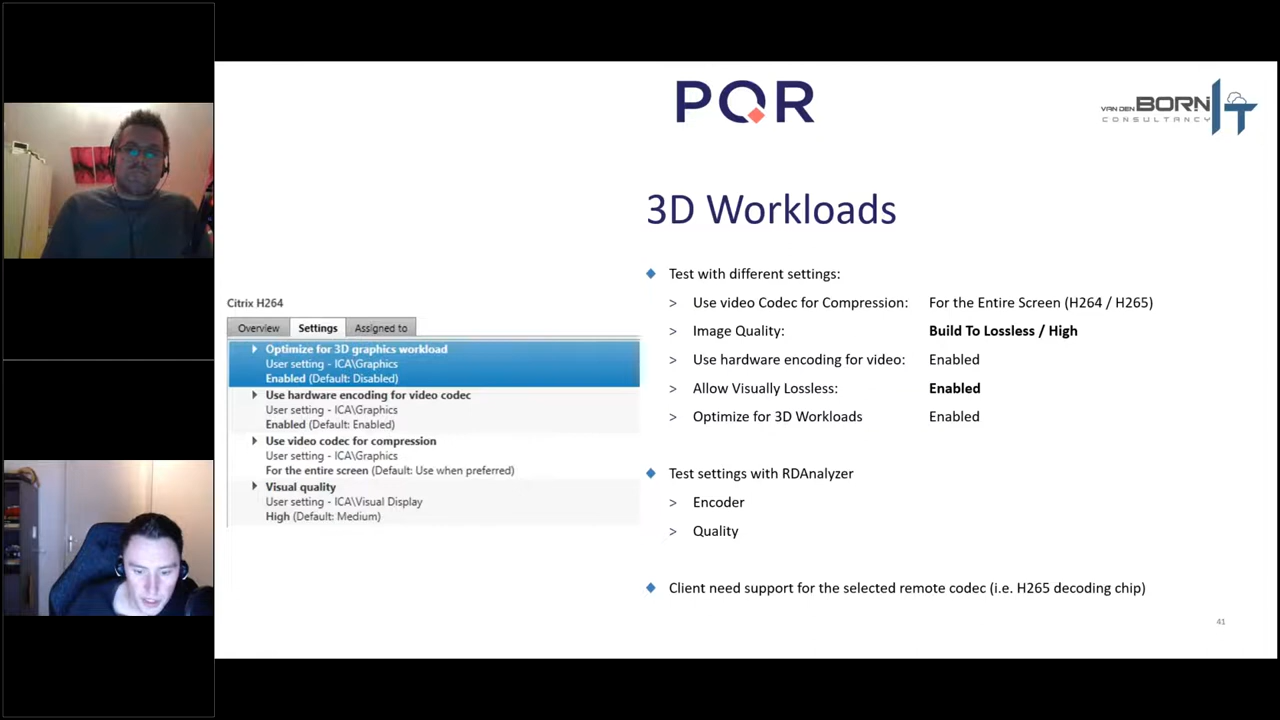 PQR
VAN DEN BORN IT
CONSULTANCY
3D Workloads
Test with different settings:
> Use video Codec for Compression: For the Entire Screen (H264 / H265)
> Image Quality: Build To Lossless / High
> Use hardware encoding for video: Enabled
> Allow Visually Lossless: Enabled
> Optimize for 3D Workloads Enabled
Test settings with RDAnalyzer
> Encoder
> Quality
Client need support for the selected remote codec (i.e. H265 decoding chip)
Citrix H264
Overview Settings Assigned to
Optimize for 3D graphics workload
User setting - ICA\Graphics
Enabled (Default: Disabled)
Use hardware encoding for video codec
User setting - ICA\Graphics
Enabled (Default: Enabled)
Use video codec for compression
User setting - ICA\Graphics
For the entire screen (Default: Use when preferred)
Visual quality
User setting - ICA\Visual Display
High (Default: Medium)
41